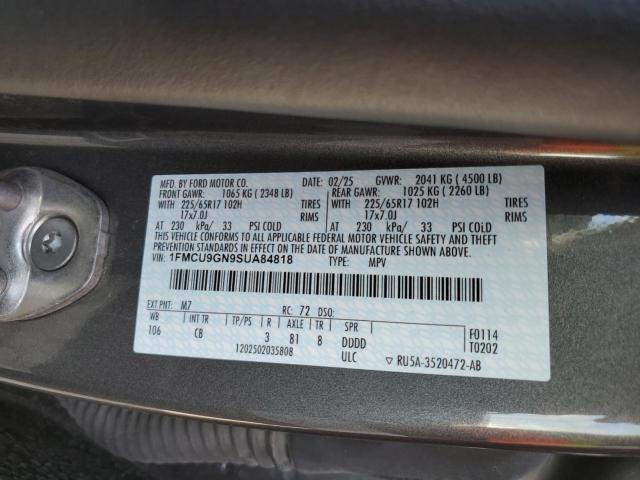 MFD. BY FORD MOTOR CO. 02/25 GVWR: 2041 KG ( 4500 LB)
FRONT GAWR: 1065 KG ( 2348 LB) REAR GAWR: 1025 KG ( 2260 LB)
WITH 225/65R17 102H TIRES WITH 225/65R17 102H TIRES
17x7.0J RIMS 17x7.0J RIMS
AT 230 kPa/ 33 PSI COLD AT 230 kPa/ 33 PSI COLD
THIS VEHICLE CONFORMS TO ALL APPLICABLE FEDERAL MOTOR VEHICLE SAFETY, BUMPER, AND THEFT
PREVENTION STANDARDS IN EFFECT ON THE DATE OF MANUFACTURE SHOWN ABOVE.
VIN: 1FMCU9GN9SUA84818 TYPE: MPV
EXT PNT: M7 RC: 72 DSO:
WB INT TR TP/PS R AXLE TR SPR F0114
106 CB 3 81 8 DDDD T0202
1202502035808 ULC ▽ RU5A-3520472-AB